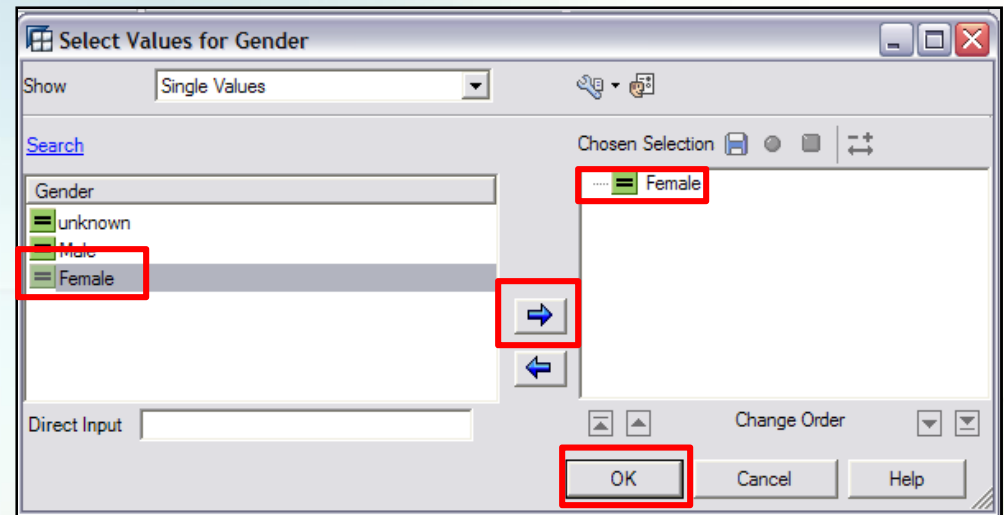 Select Values for Gender
Show Single Values
Search
Chosen Selection
Gender
unknown
Male
Female
Female
Direct Input
Change Order
OK Cancel Help